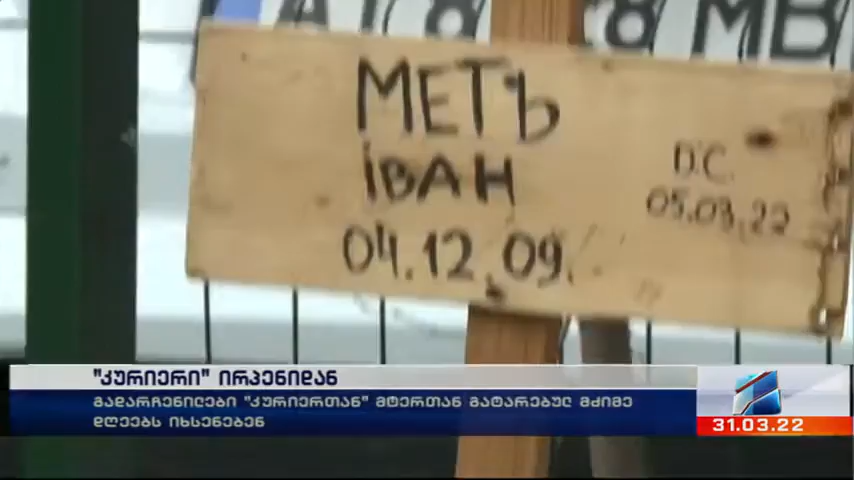 МЕТЬ
ІВАН
04.12.09.
D.C.
05.03.22
"კურიერი" ირპენიდან
გადარჩენილები "კურიერთან" მტერთან გატარებულ მძიმე
დღეებს იხსენებენ
31.03.22